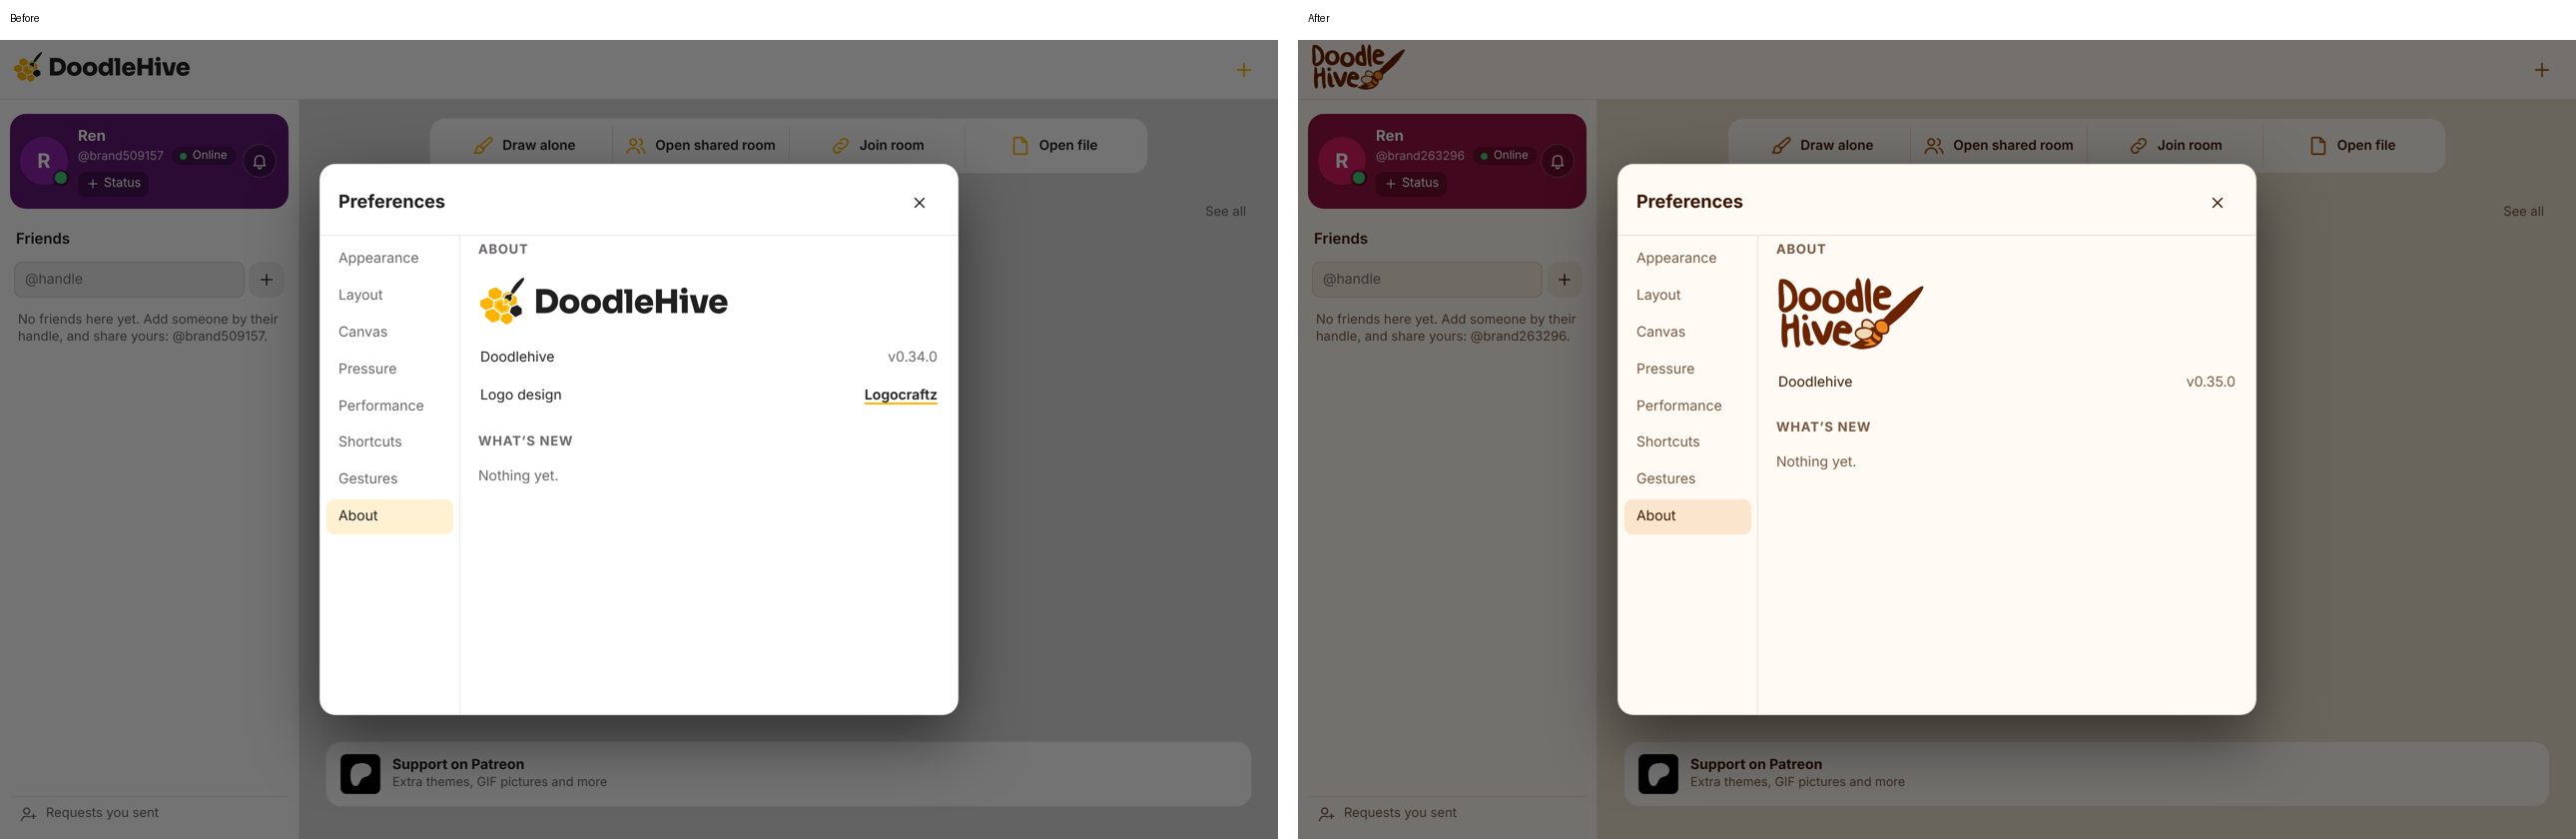 Before
DoodleHive
Ren
R
@brand509157
Online
Status
Draw alone
Open shared room
Join room
Open file
See all
Friends
@handle
No friends here yet. Add someone by their
handle, and share yours: @brand509157.
Preferences
Appearance
Layout
Canvas
Pressure
Performance
Shortcuts
Gestures
About
ABOUT
DoodleHive
Doodlehive v0.34.0
Logo design Logocraftz
WHAT’S NEW
Nothing yet.
Support on Patreon
Extra themes, GIF pictures and more
Requests you sent
After
Doodle
Hive
Ren
R
@brand263296
Online
Status
Draw alone
Open shared room
Join room
Open file
See all
Friends
@handle
No friends here yet. Add someone by their
handle, and share yours: @brand263296.
Preferences
Appearance
Layout
Canvas
Pressure
Performance
Shortcuts
Gestures
About
ABOUT
Doodle
Hive
Doodlehive v0.35.0
WHAT’S NEW
Nothing yet.
Support on Patreon
Extra themes, GIF pictures and more
Requests you sent